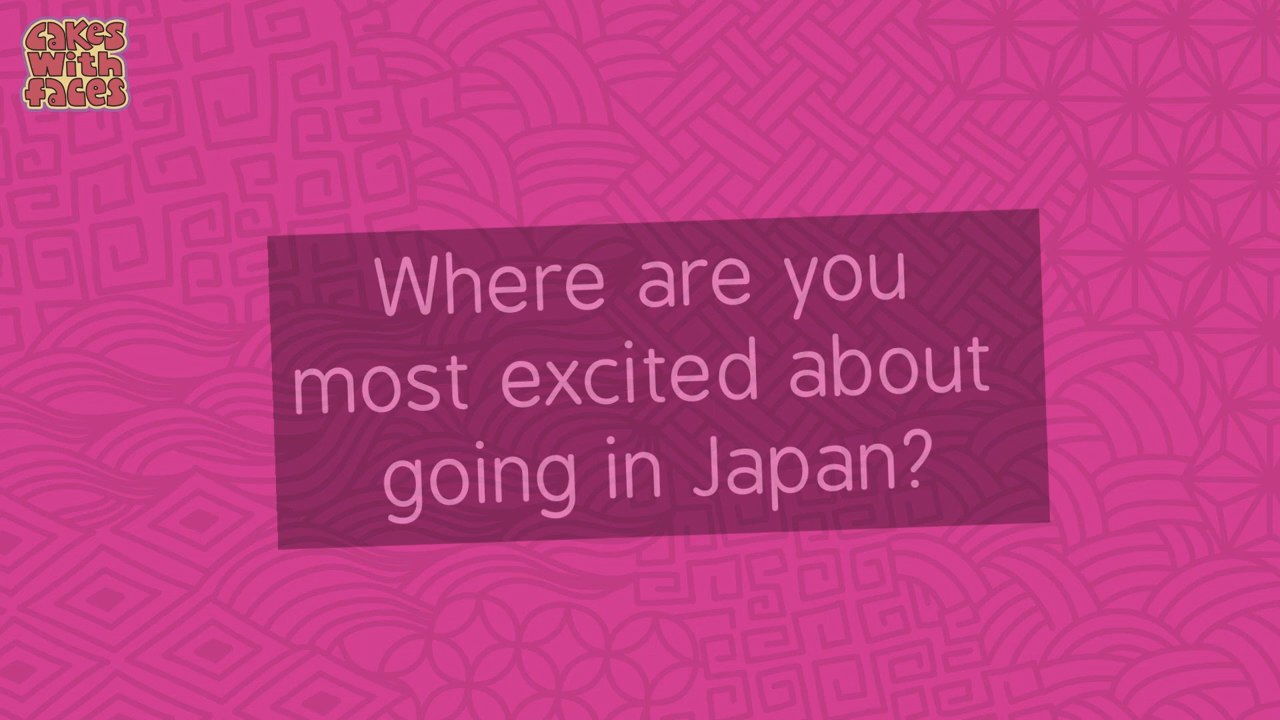 cakes
with
faces
Where are you
most excited about
going in Japan?